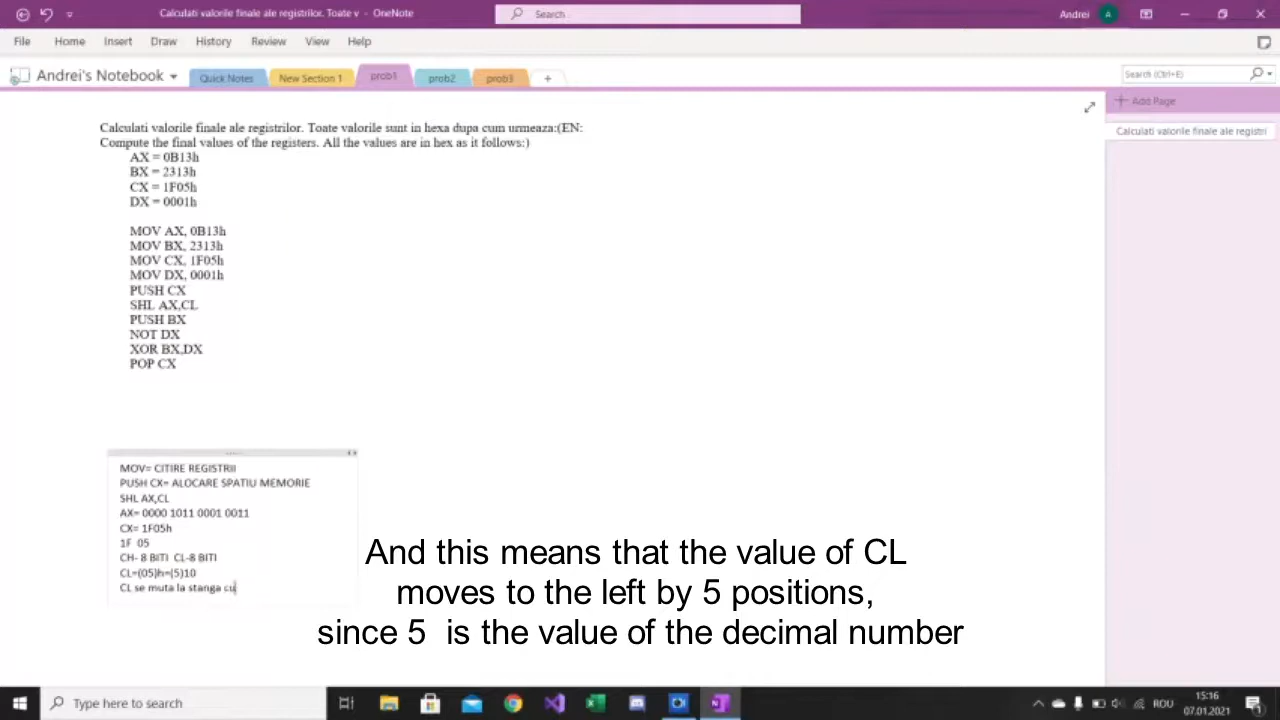 Calculati valorile finale ale registrilor. Toate v - OneNote
Search
Andrei
A
File Home Insert Draw History Review View Help
Andrei's Notebook
Quick Notes
New Section 1
prob1
prob2
prob3
+
Search (Ctrl+E)
Add Page
Calculati valorile finale ale registri
Calculati valorile finale ale registrilor. Toate valorile sunt in hexa dupa cum urmeaza:(EN:
Compute the final values of the registers. All the values are in hex as it follows:)
AX = 0B13h
BX = 2313h
CX = 1F05h
DX = 0001h
MOV AX, 0B13h
MOV BX, 2313h
MOV CX, 1F05h
MOV DX, 0001h
PUSH CX
SHL AX,CL
PUSH BX
NOT DX
XOR BX,DX
POP CX
MOV= CITIRE REGISTRII
PUSH CX= ALOCARE SPATIU MEMORIE
SHL AX,CL
AX= 0000 1011 0001 0011
CX= 1F05h
1F 05
CH- 8 BITI CL-8 BITI
CL=(05)h=(5)10
CL se muta la stanga cu
And this means that the value of CL
moves to the left by 5 positions,
since 5 is the value of the decimal number
Type here to search
ROU
15:16
07.01.2021